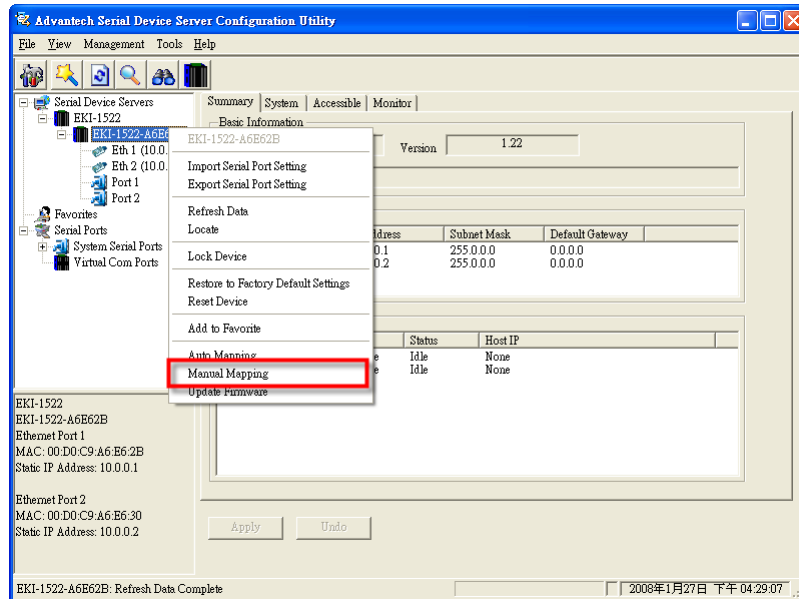 Advantech Serial Device Server Configuration Utility
File View Management Tools Help
Serial Device Servers
EKI-1522
EKI-1522-A6E6
Eth 1 (10.0.
Eth 2 (10.0.
Port 1
Port 2
Favorites
Serial Ports
System Serial Ports
Virtual Com Ports
EKI-1522-A6E62B
Import Serial Port Setting
Export Serial Port Setting
Refresh Data
Locate
Lock Device
Restore to Factory Default Settings
Reset Device
Add to Favorite
Auto Mapping
Manual Mapping
Update Firmware
Summary System Accessible Monitor
Basic Information
Version 1.22
ldress Subnet Mask Default Gateway
0.1 255.0.0.0 0.0.0.0
0.2 255.0.0.0 0.0.0.0
Status Host IP
e Idle None
e Idle None
Apply Undo
EKI-1522
EKI-1522-A6E62B
Ethernet Port 1
MAC: 00:D0:C9:A6:E6:2B
Static IP Address: 10.0.0.1
Ethernet Port 2
MAC: 00:D0:C9:A6:E6:30
Static IP Address: 10.0.0.2
EKI-1522-A6E62B: Refresh Data Complete
2008年1月27日 下午 04:29:07